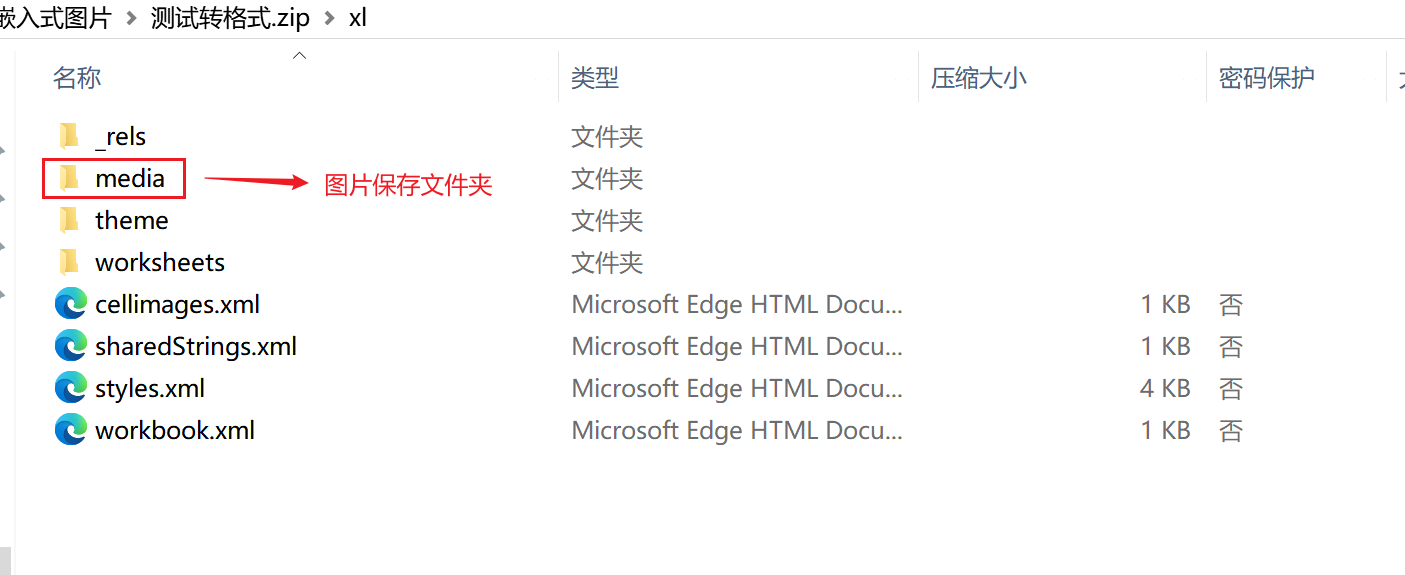 嵌入式图片 > 测试转格式.zip > xl
名称 类型 压缩大小 密码保护
_rels 文件夹
media 图片保存文件夹 文件夹
theme 文件夹
worksheets 文件夹
cellimages.xml Microsoft Edge HTML Docu... 1 KB 否
sharedStrings.xml Microsoft Edge HTML Docu... 1 KB 否
styles.xml Microsoft Edge HTML Docu... 4 KB 否
workbook.xml Microsoft Edge HTML Docu... 1 KB 否